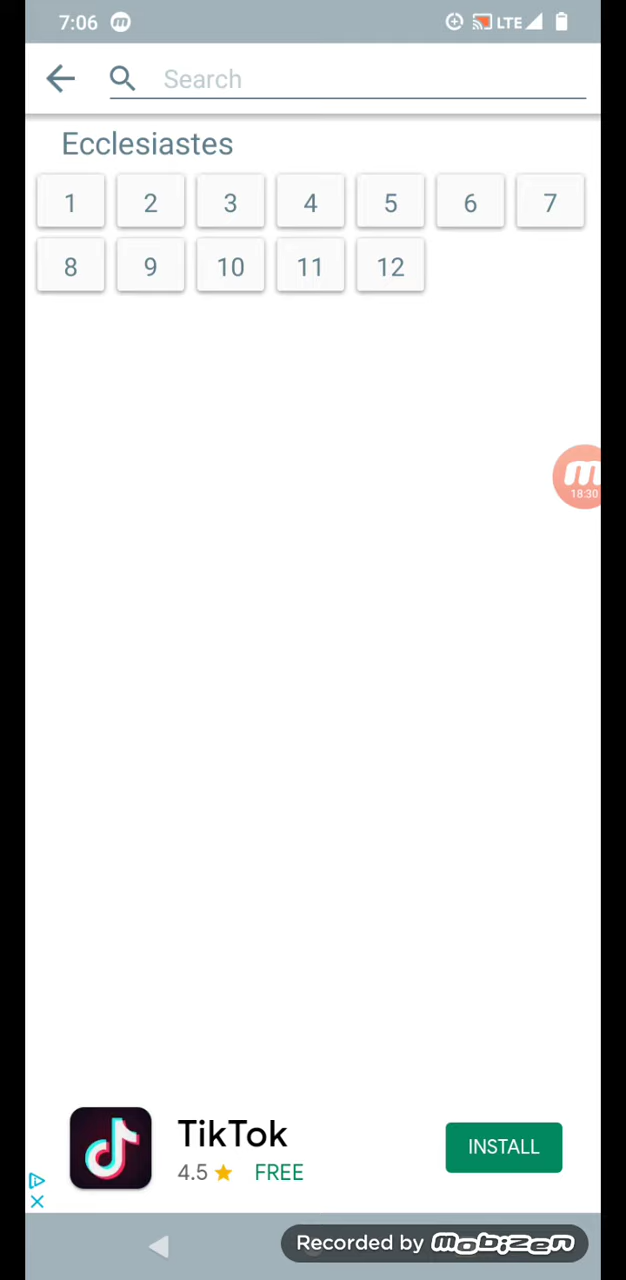 7:06 LTE
Search
Ecclesiastes
1 2 3 4 5 6 7
8 9 10 11 12
18:30
TikTok
4.5 FREE
INSTALL
Recorded by mobizen